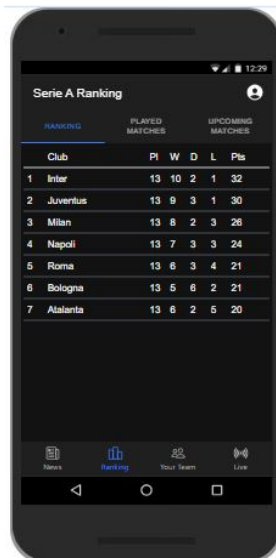 12:29
Serie A Ranking
RANKING PLAYED MATCHES UPCOMING MATCHES
Club Pl W D L Pts
1 Inter 13 10 2 1 32
2 Juventus 13 9 3 1 30
3 Milan 13 8 2 3 26
4 Napoli 13 7 3 3 24
5 Roma 13 6 3 4 21
6 Bologna 13 5 6 2 21
7 Atalanta 13 6 2 5 20
News Ranking Your Team Live